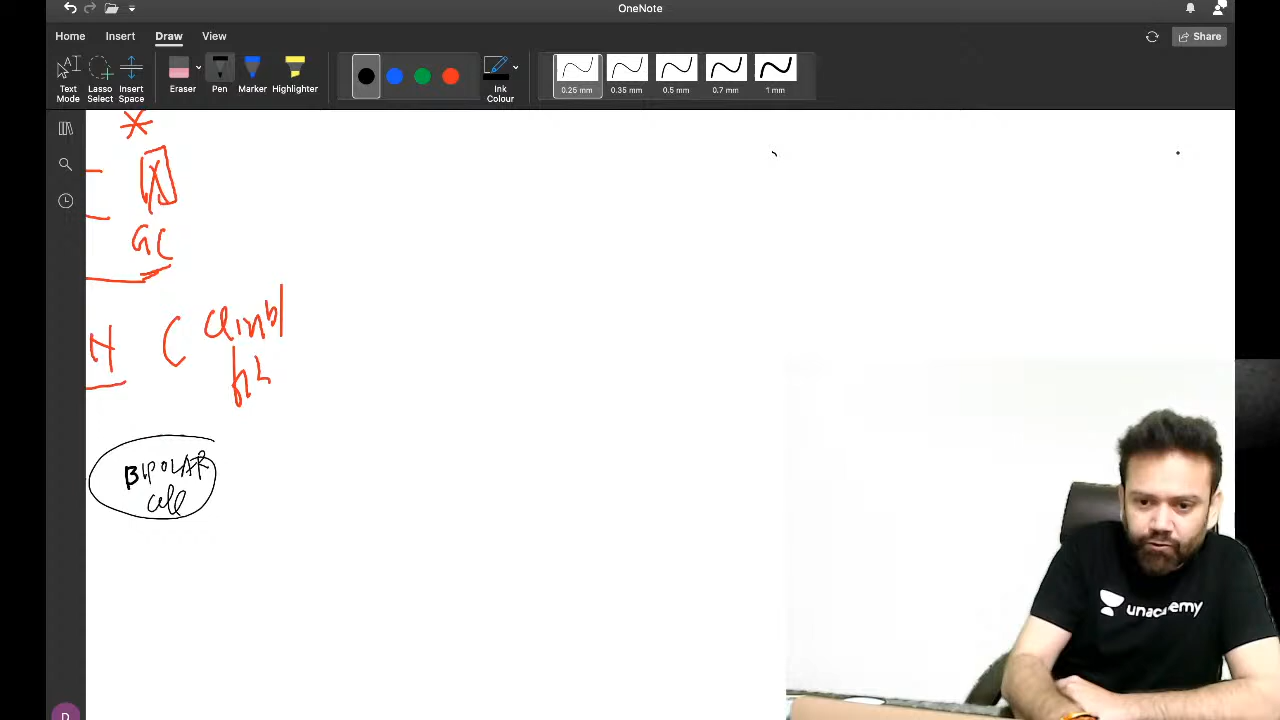 OneNote
Home Insert Draw View
Share
Text Mode
Lasso Select
Insert Space
Eraser
Pen
Marker
Highlighter
Ink Colour
0.25 mm
0.35 mm
0.5 mm
0.7 mm
1 mm
X
GC
N (
BIPOLAR
cell
unacademy
D